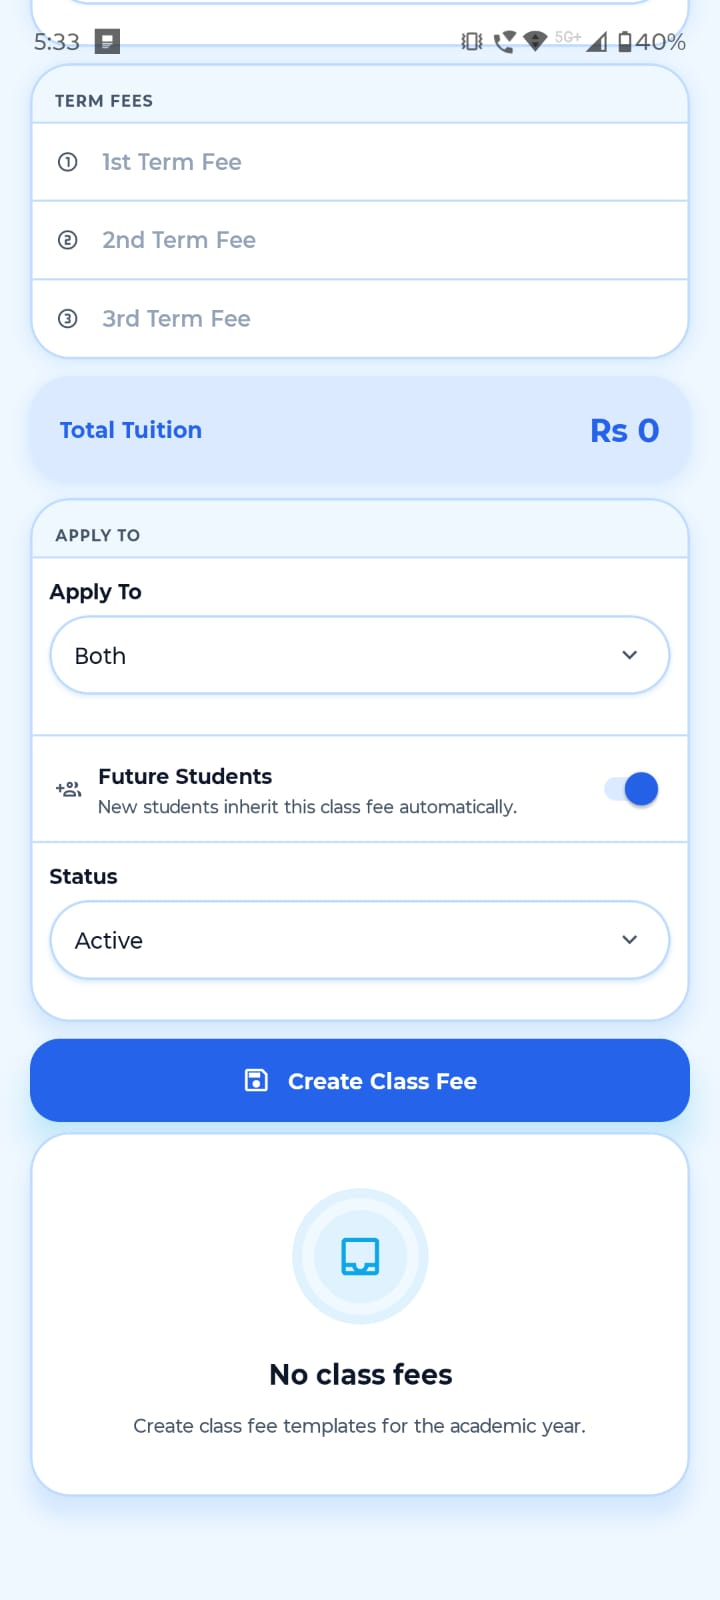 5:33
5G+
40%
TERM FEES
1 1st Term Fee
2 2nd Term Fee
3 3rd Term Fee
Total Tuition Rs 0
APPLY TO
Apply To
Both
Future Students
New students inherit this class fee automatically.
Status
Active
Create Class Fee
No class fees
Create class fee templates for the academic year.